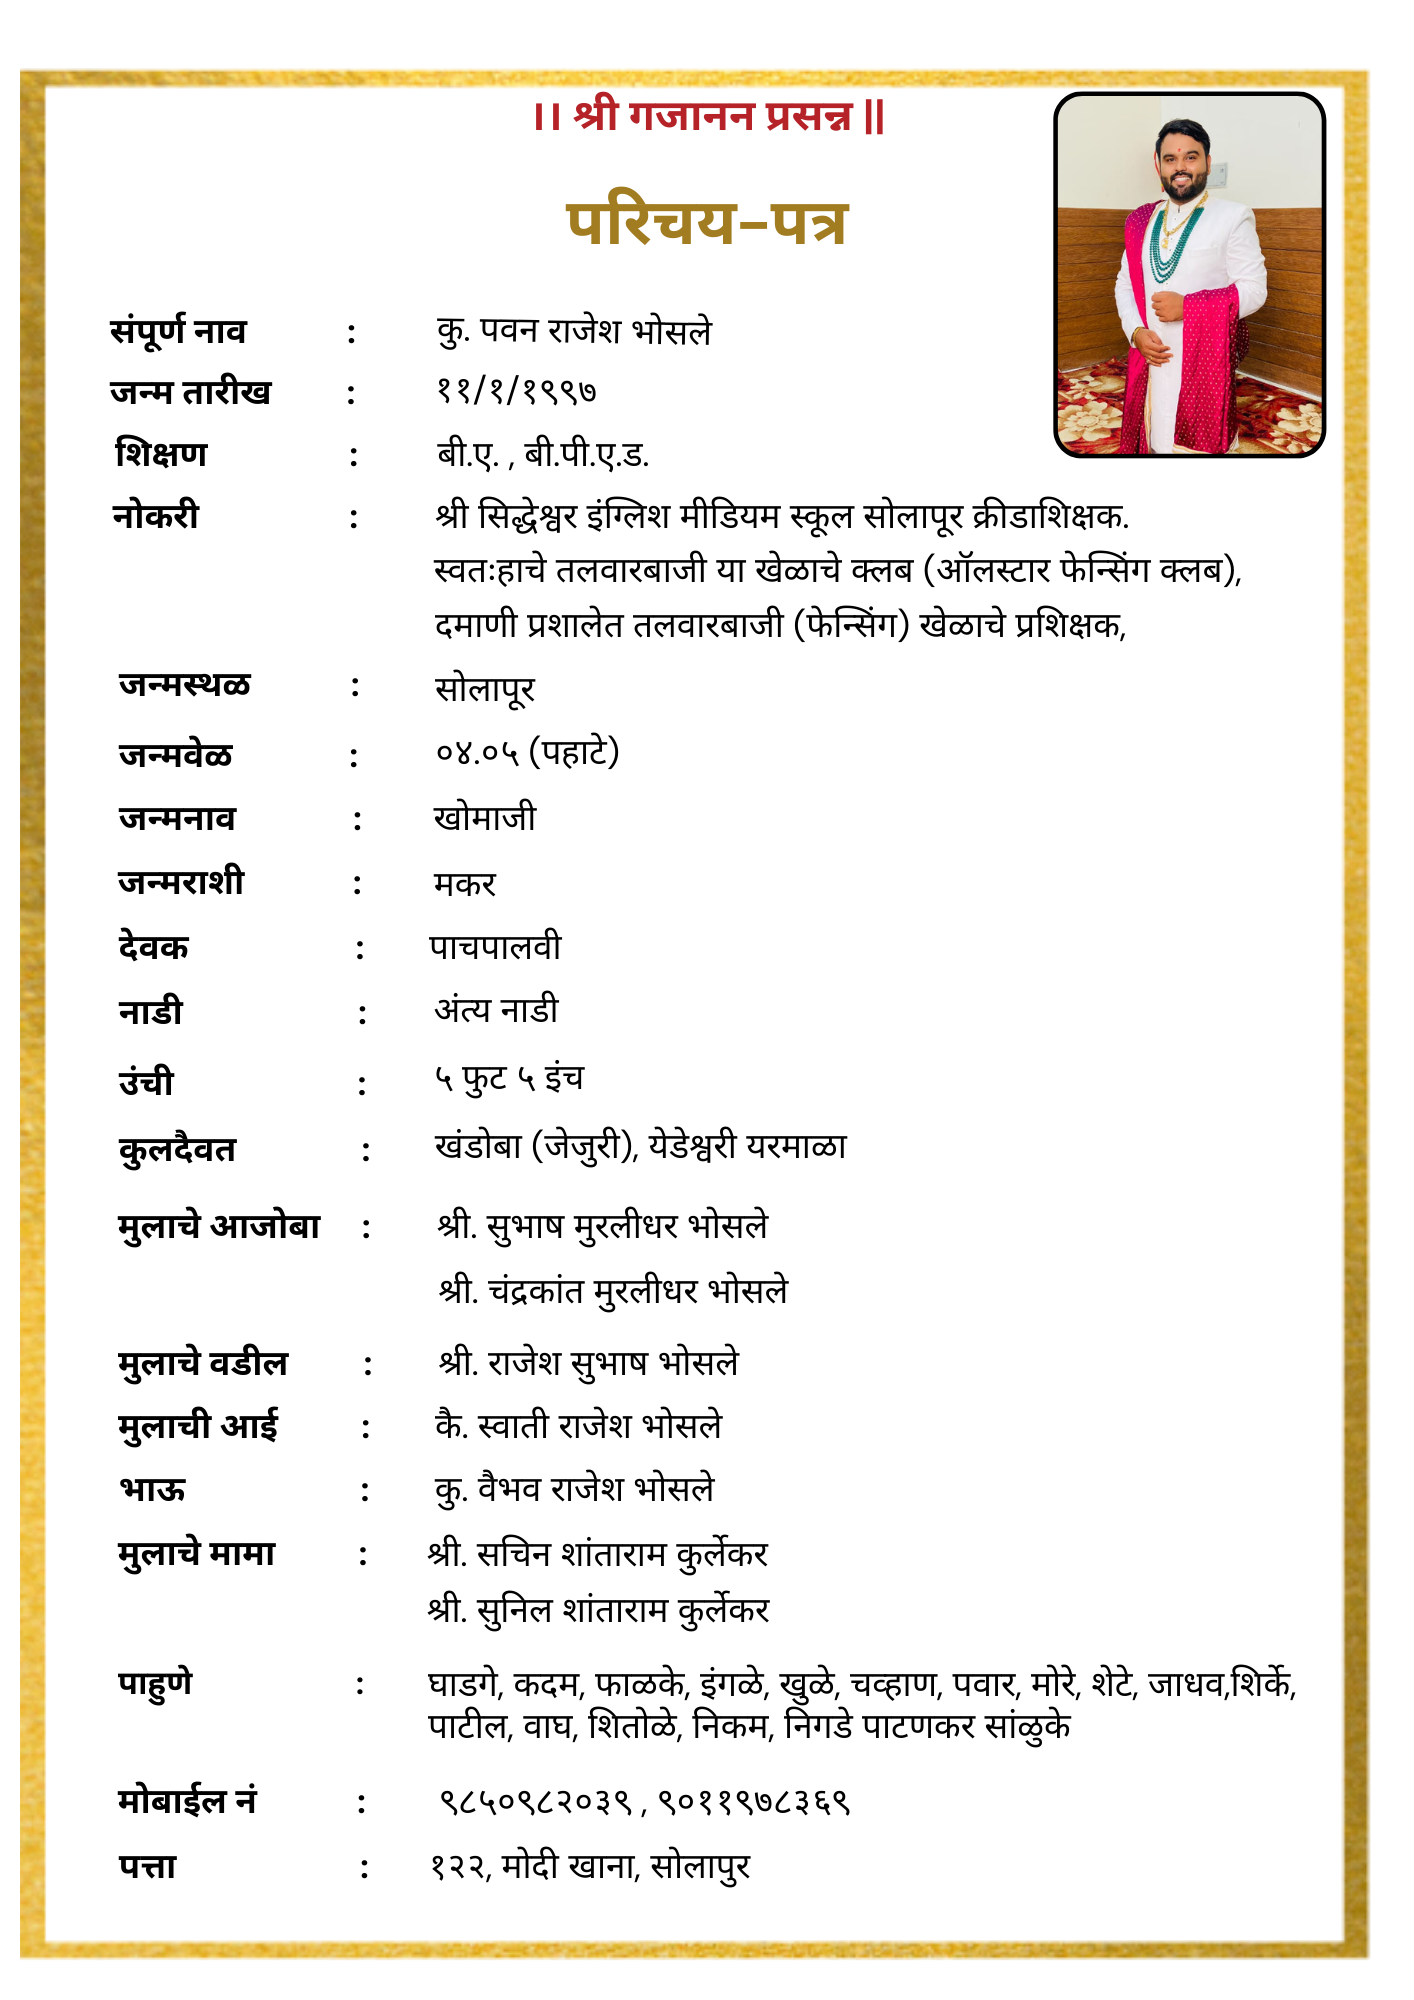 ।। श्री गजानन प्रसन्न ||
परिचय-पत्र
संपूर्ण नाव : कु. पवन राजेश भोसले
जन्म तारीख : ११/१/१९९७
शिक्षण : बी.ए. , बी.पी.ए.ड.
नोकरी : श्री सिद्धेश्वर इंग्लिश मीडियम स्कूल सोलापूर क्रीडाशिक्षक.
स्वतःहाचे तलवारबाजी या खेळाचे क्लब (ऑलस्टार फेन्सिंग क्लब),
दमाणी प्रशालेत तलवारबाजी (फेन्सिंग) खेळाचे प्रशिक्षक,
जन्मस्थळ : सोलापूर
जन्मवेळ : ०४.०५ (पहाटे)
जन्मनाव : खोमाजी
जन्मराशी : मकर
देवक : पाचपालवी
नाडी : अंत्य नाडी
उंची : ५ फुट ५ इंच
कुलदैवत : खंडोबा (जेजुरी), येडेश्वरी यरमाळा
मुलाचे आजोबा : श्री. सुभाष मुरलीधर भोसले
श्री. चंद्रकांत मुरलीधर भोसले
मुलाचे वडील : श्री. राजेश सुभाष भोसले
मुलाची आई : कै. स्वाती राजेश भोसले
भाऊ : कु. वैभव राजेश भोसले
मुलाचे मामा : श्री. सचिन शांताराम कुर्लेकर
श्री. सुनिल शांताराम कुर्लेकर
पाहुणे : घाडगे, कदम, फाळके, इंगळे, खुळे, चव्हाण, पवार, मोरे, शेटे, जाधव,शिर्के,
पाटील, वाघ, शितोळे, निकम, निगडे पाटणकर सांळुके
मोबाईल नं : ९८५०९८२०३९ , ९०११९७८३६९
पत्ता : १२२, मोदी खाना, सोलापुर